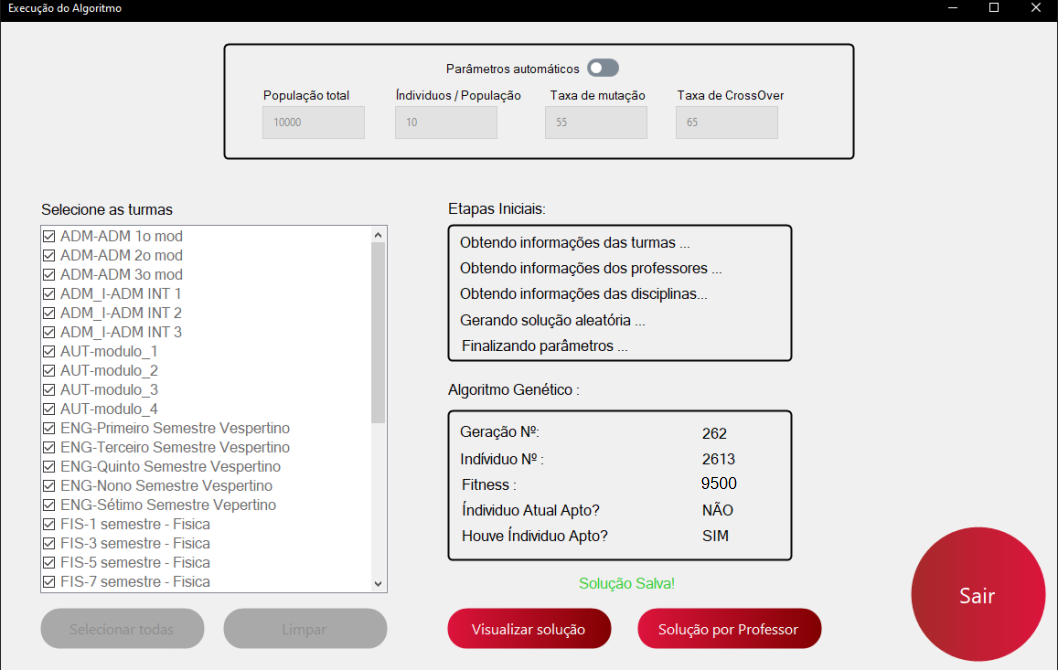 Execução do Algoritmo
Parâmetros automáticos
População total
Índividuos / População
Taxa de mutação
Taxa de CrossOver
10000
10
55
65
Selecione as turmas
ADM-ADM 1o mod
ADM-ADM 2o mod
ADM-ADM 3o mod
ADM_I-ADM INT 1
ADM_I-ADM INT 2
ADM_I-ADM INT 3
AUT-modulo_1
AUT-modulo_2
AUT-modulo_3
AUT-modulo_4
ENG-Primeiro Semestre Vespertino
ENG-Terceiro Semestre Vespertino
ENG-Quinto Semestre Vespertino
ENG-Nono Semestre Vespertino
ENG-Sétimo Semestre Vepertino
FIS-1 semestre - Fisica
FIS-3 semestre - Fisica
FIS-5 semestre - Fisica
FIS-7 semestre - Fisica
Selecionar todas
Limpar
Etapas Iniciais:
Obtendo informações das turmas ...
Obtendo informações dos professores ...
Obtendo informações das disciplinas...
Gerando solução aleatória ...
Finalizando parâmetros ...
Algoritmo Genético :
Geração Nº: 262
Indíviduo Nº : 2613
Fitness : 9500
Índividuo Atual Apto? NÃO
Houve Índividuo Apto? SIM
Solução Salva!
Visualizar solução
Solução por Professor
Sair